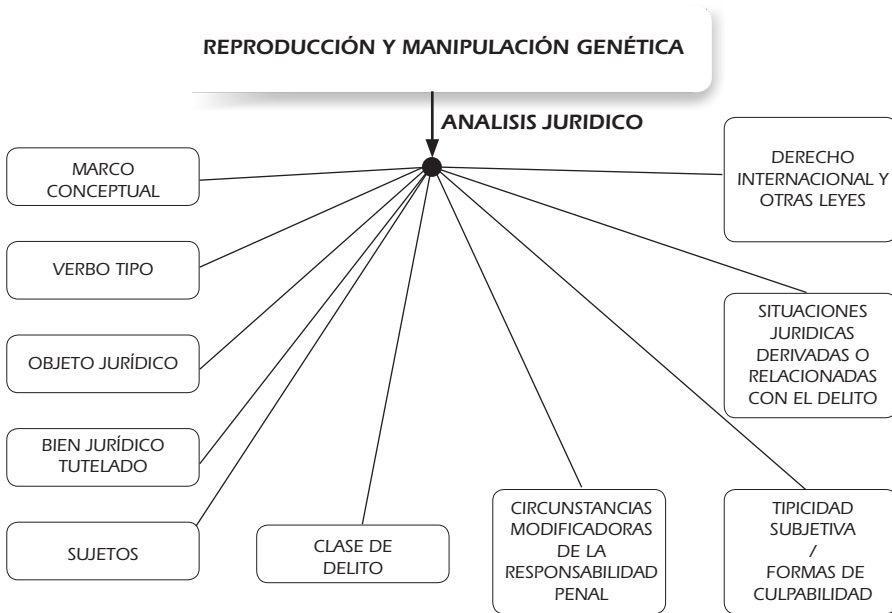 REPRODUCCIÓN Y MANIPULACIÓN GENÉTICA
ANALISIS JURIDICO
MARCO
CONCEPTUAL
VERBO TIPO
OBJETO JURÍDICO
BIEN JURÍDICO
TUTELADO
SUJETOS
CLASE DE
DELITO
CIRCUNSTANCIAS
MODIFICADORAS
DE LA
RESPONSABILIDAD
PENAL
TIPICIDAD
SUBJETIVA
/
FORMAS DE
CULPABILIDAD
SITUACIONES
JURIDICAS
DERIVADAS O
RELACIONADAS
CON EL DELITO
DERECHO
INTERNACIONAL Y
OTRAS LEYES